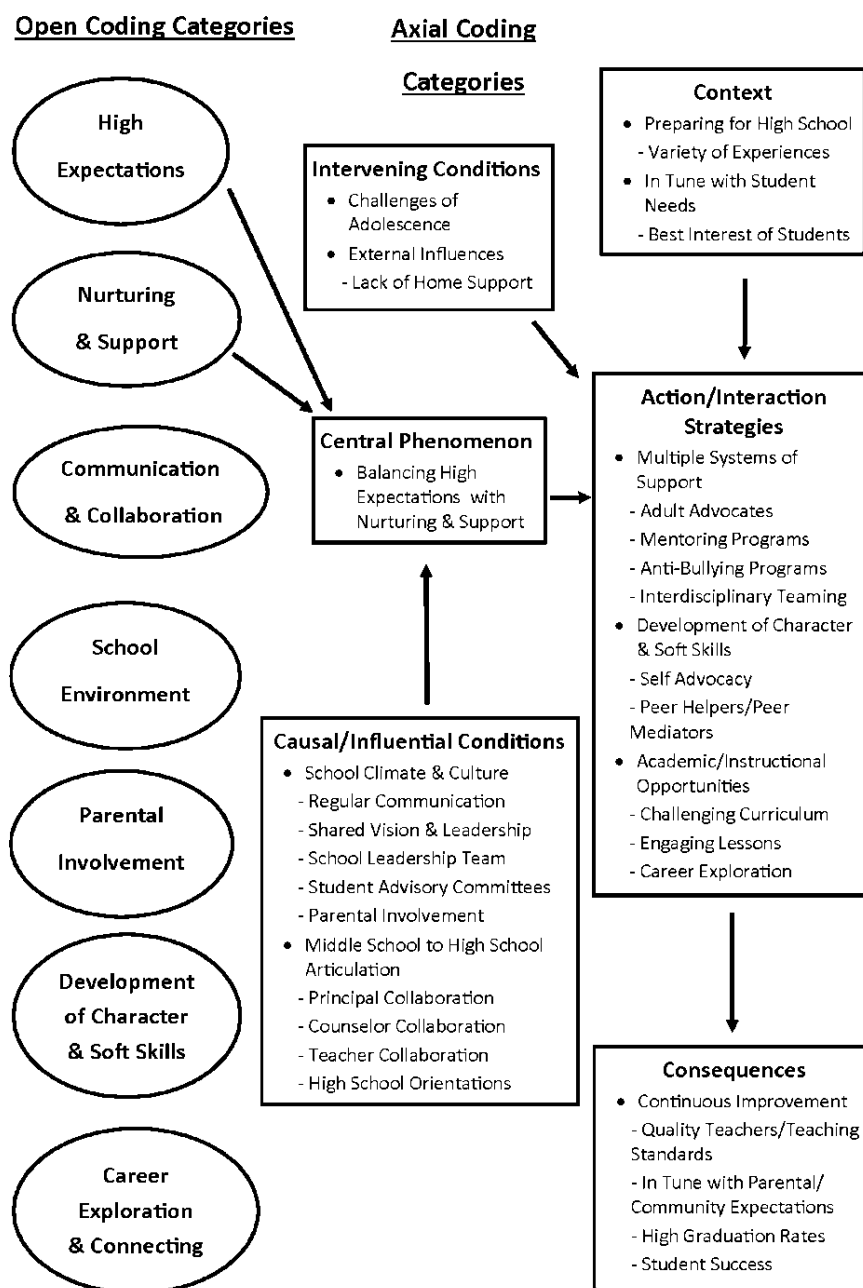 Open Coding Categories
Axial Coding
Categories
High
Expectations
Nurturing
& Support
Communication
& Collaboration
School
Environment
Parental
Involvement
Development
of Character
& Soft Skills
Career
Exploration
& Connecting
Intervening Conditions
• Challenges of
Adolescence
• External Influences
- Lack of Home Support
Central Phenomenon
• Balancing High
Expectations with
Nurturing & Support
Causal/Influential Conditions
• School Climate & Culture
- Regular Communication
- Shared Vision & Leadership
- School Leadership Team
- Student Advisory Committees
- Parental Involvement
• Middle School to High School
Articulation
- Principal Collaboration
- Counselor Collaboration
- Teacher Collaboration
- High School Orientations
Context
• Preparing for High School
- Variety of Experiences
• In Tune with Student
Needs
- Best Interest of Students
Action/Interaction
Strategies
• Multiple Systems of
Support
- Adult Advocates
- Mentoring Programs
- Anti-Bullying Programs
- Interdisciplinary Teaming
• Development of Character
& Soft Skills
- Self Advocacy
- Peer Helpers/Peer
Mediators
• Academic/Instructional
Opportunities
- Challenging Curriculum
- Engaging Lessons
- Career Exploration
Consequences
• Continuous Improvement
- Quality Teachers/Teaching
Standards
- In Tune with Parental/
Community Expectations
- High Graduation Rates
- Student Success